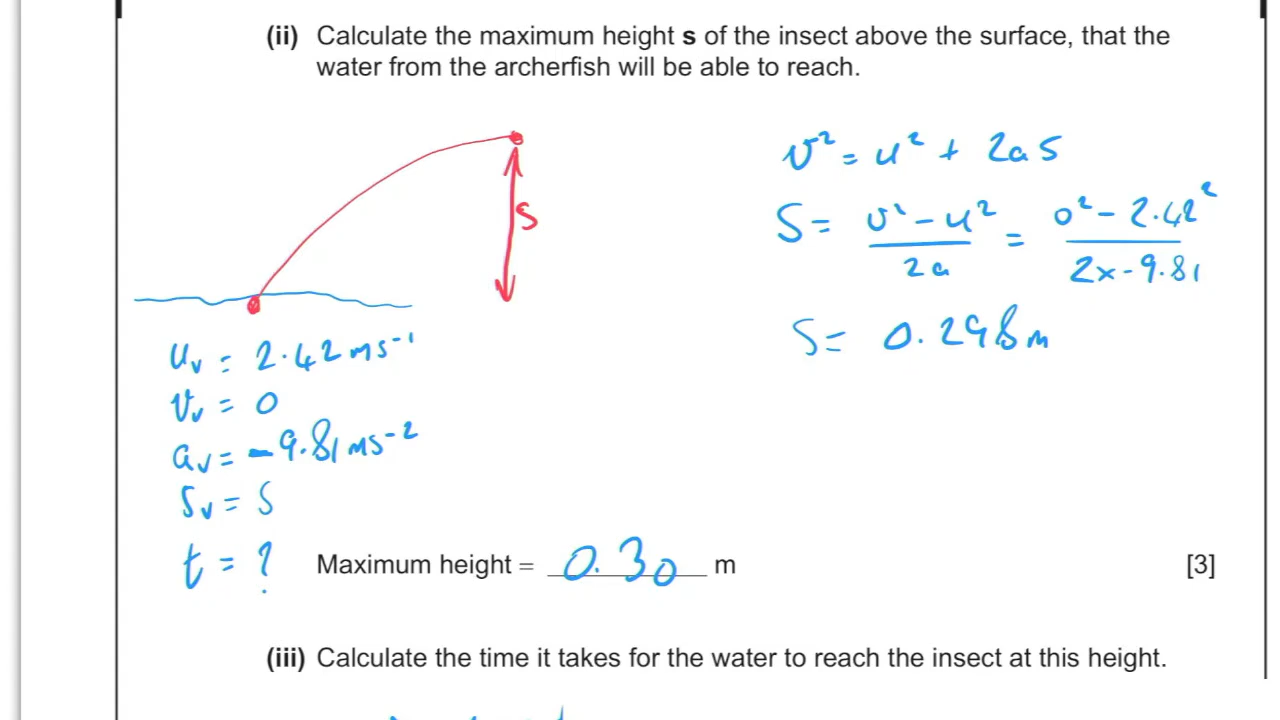 (ii) Calculate the maximum height s of the insect above the surface, that the
water from the archerfish will be able to reach.
S
v² = u² + 2as
S = v² - u² / 2a = 0² - 2.42² / 2x-9.81
S = 0.298m
uᵥ = 2.42ms⁻¹
vᵥ = 0
aᵥ = -9.81ms⁻²
sᵥ = S
t = ?
Maximum height = 0.30 m [3]
(iii) Calculate the time it takes for the water to reach the insect at this height.